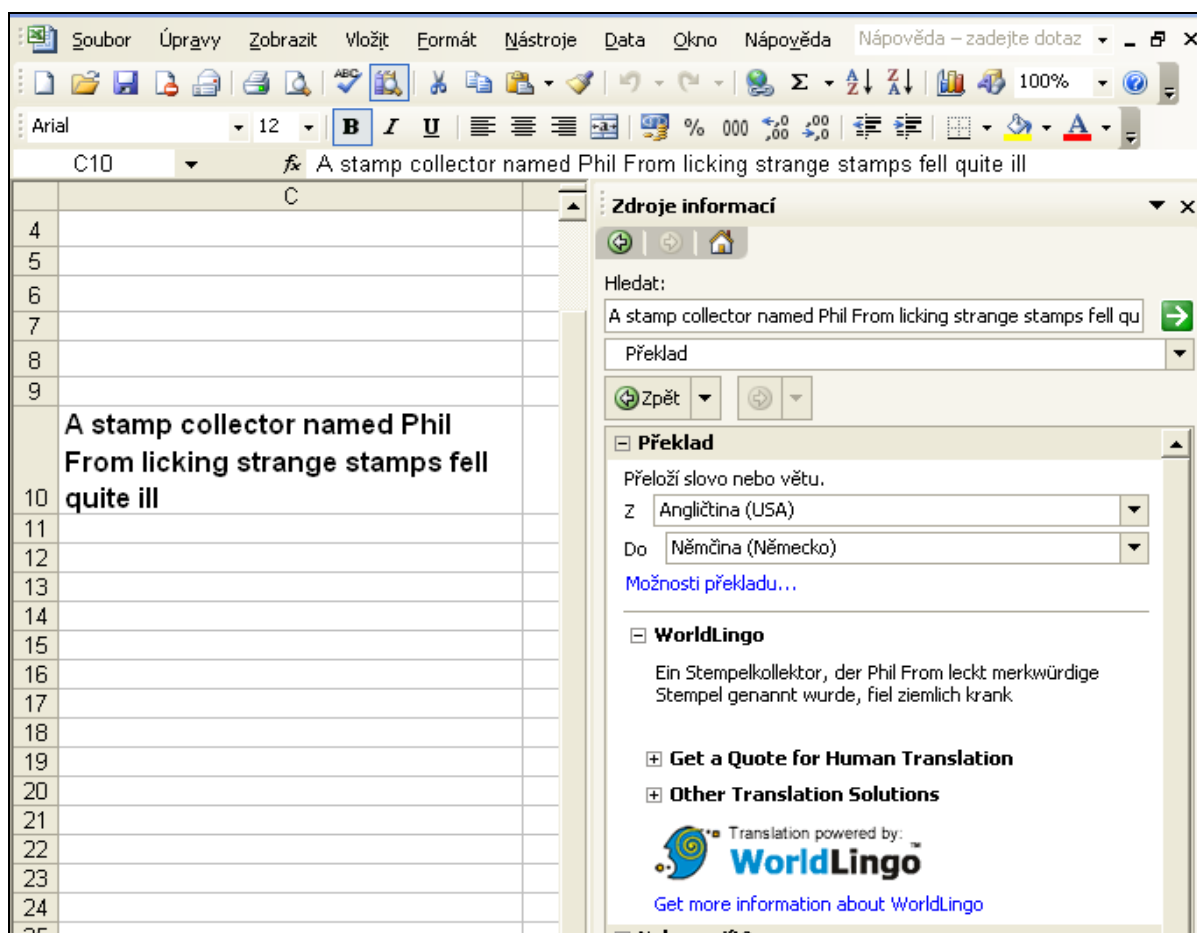 Soubor Úpravy Zobrazit Vložit Formát Nástroje Data Okno Nápověda Nápověda – zadejte dotaz
ABC Σ A Z Z A 100%
Arial 12 B I U % 000 ,00 ,00 A
C10 fx A stamp collector named Phil From licking strange stamps fell quite ill
C
4
5
6
7
8
9
A stamp collector named Phil
From licking strange stamps fell
10 quite ill
11
12
13
14
15
16
17
18
19
20
21
22
23
24
Zdroje informací
Hledat:
A stamp collector named Phil From licking strange stamps fell qu
Překlad
Zpět
Překlad
Přeloží slovo nebo větu.
Z Angličtina (USA)
Do Němčina (Německo)
Možnosti překladu...
WorldLingo
Ein Stempelkollektor, der Phil From leckt merkwürdige
Stempel genannt wurde, fiel ziemlich krank
Get a Quote for Human Translation
Other Translation Solutions
Translation powered by:
WorldLingo™
Get more information about WorldLingo